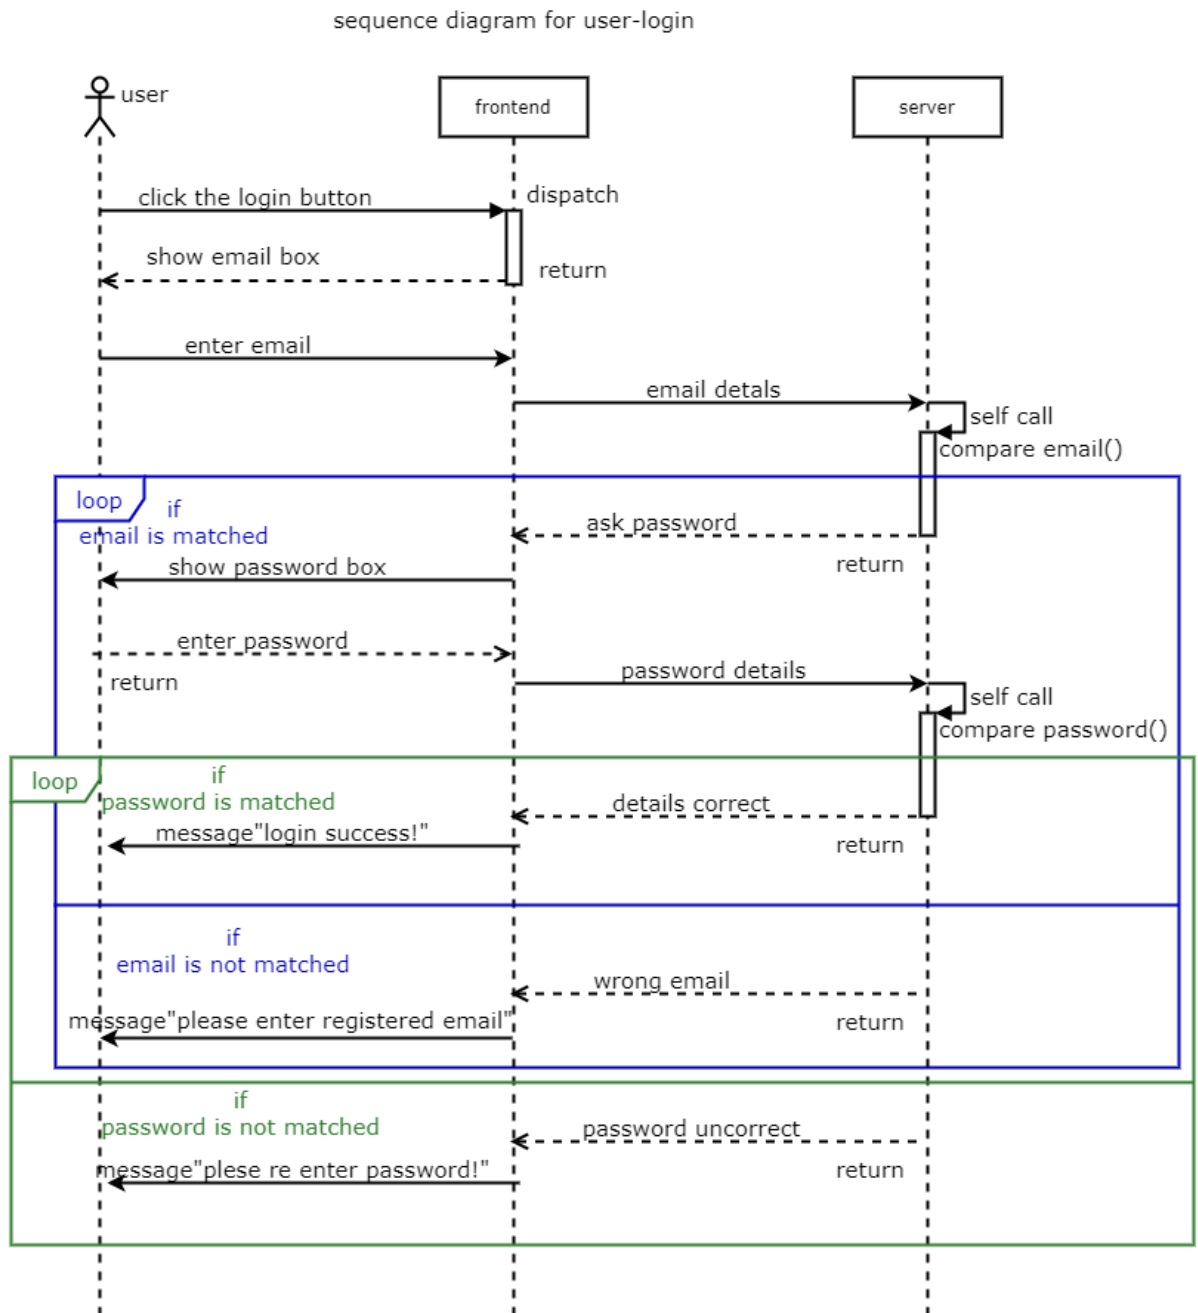 sequence diagram for user-login
user
frontend
server
click the login button
dispatch
show email box
return
enter email
email detals
self call
compare email()
loop
if
email is matched
ask password
return
show password box
enter password
return
password details
self call
compare password()
loop
if
password is matched
details correct
message"login success!"
return
if
email is not matched
wrong email
message"please enter registered email"
return
if
password is not matched
password uncorrect
message"plese re enter password!"
return